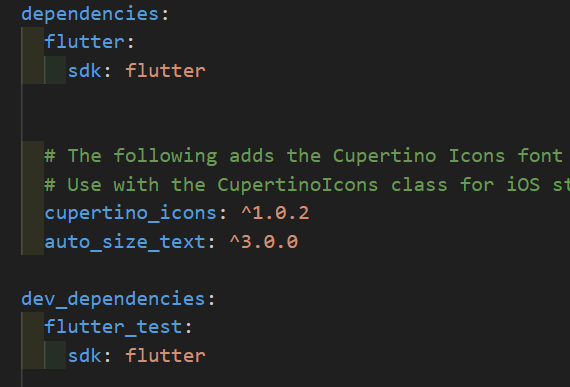 dependencies:
  flutter:
    sdk: flutter
  # The following adds the Cupertino Icons font
  # Use with the CupertinoIcons class for iOS
  cupertino_icons: ^1.0.2
  auto_size_text: ^3.0.0
dev_dependencies:
  flutter_test:
    sdk: flutter